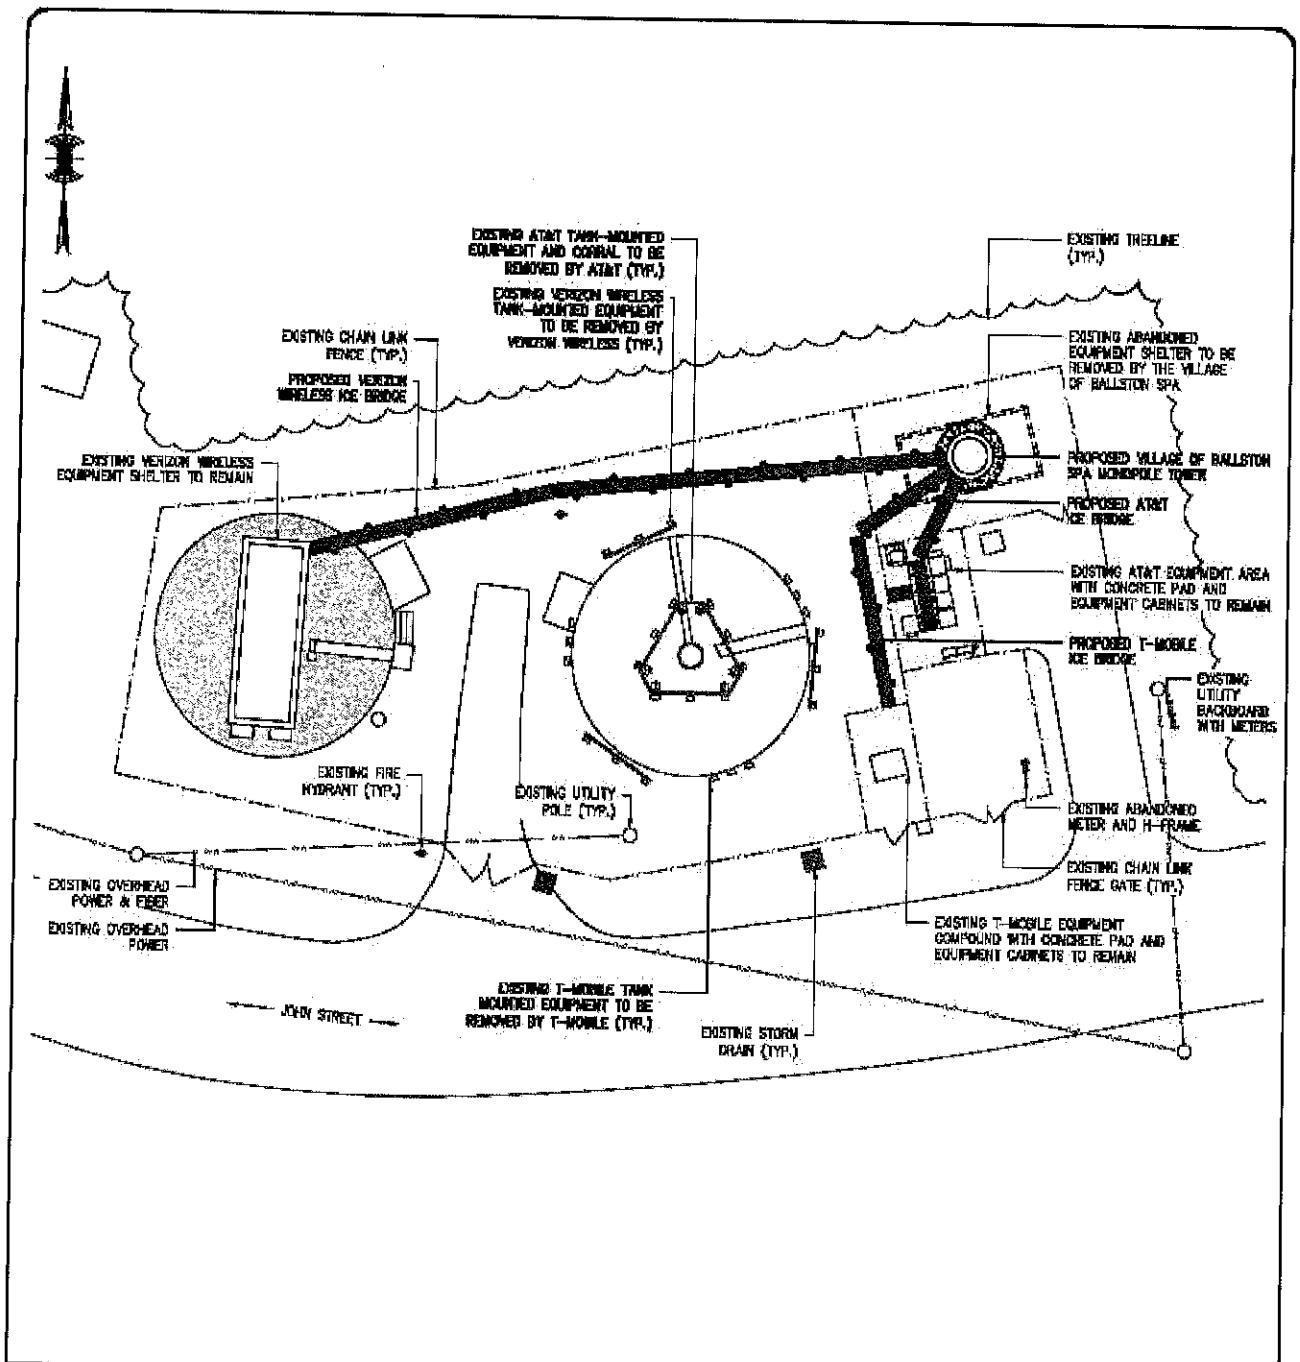 EXISTING AT&T TANK-MOUNTED
EQUIPMENT AND CORRAL TO BE
REMOVED BY AT&T (TYP.)
EXISTING TREELINE
(TYP.)
EXISTING VERIZON WIRELESS
TANK-MOUNTED EQUIPMENT
TO BE REMOVED BY
VERIZON WIRELESS (TYP.)
EXISTING CHAIN LINK
FENCE (TYP.)
EXISTING ABANDONED
EQUIPMENT SHELTER TO BE
REMOVED BY THE VILLAGE
OF BALLSTON SPA
PROPOSED VERIZON
WIRELESS ICE BRIDGE
EXISTING VERIZON WIRELESS
EQUIPMENT SHELTER TO REMAIN
PROPOSED VILLAGE OF BALLSTON
SPA MONOPOLE TOWER
PROPOSED AT&T
ICE BRIDGE
EXISTING AT&T EQUIPMENT AREA
WITH CONCRETE PAD AND
EQUIPMENT CABINETS TO REMAIN
PROPOSED T-MOBILE
ICE BRIDGE
EXISTING
UTILITY
BACKBOARD
WITH METERS
EXISTING FIRE
HYDRANT (TYP.)
EXISTING UTILITY
POLE (TYP.)
EXISTING ABANDONED
METER AND H-FRAME
EXISTING CHAIN LINK
FENCE GATE (TYP.)
EXISTING OVERHEAD
POWER & FIBER
EXISTING OVERHEAD
POWER
EXISTING T-MOBILE EQUIPMENT
COMPOUND WITH CONCRETE PAD AND
EQUIPMENT CABINETS TO REMAIN
EXISTING T-MOBILE TANK
MOUNTED EQUIPMENT TO BE
REMOVED BY T-MOBILE (TYP.)
JOHN STREET
EXISTING STORM
DRAIN (TYP.)